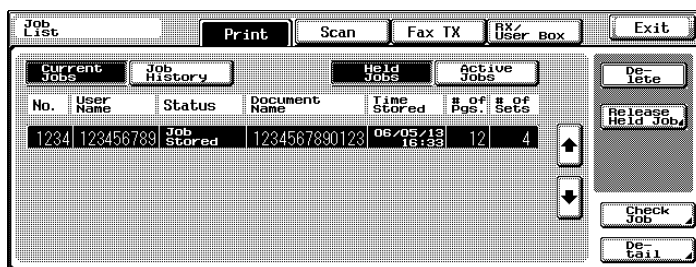 Job List
Print
Scan
Fax TX
RX/ User Box
Exit
Current Jobs
Job History
Held Jobs
Active Jobs
De- lete
No.
User Name
Status
Document Name
Time Stored
# of Pgs.
# of Sets
Release Held Job
1234
123456789
Job Stored
1234567890123
06/05/13 16:33
12
4
Check Job
De- tail